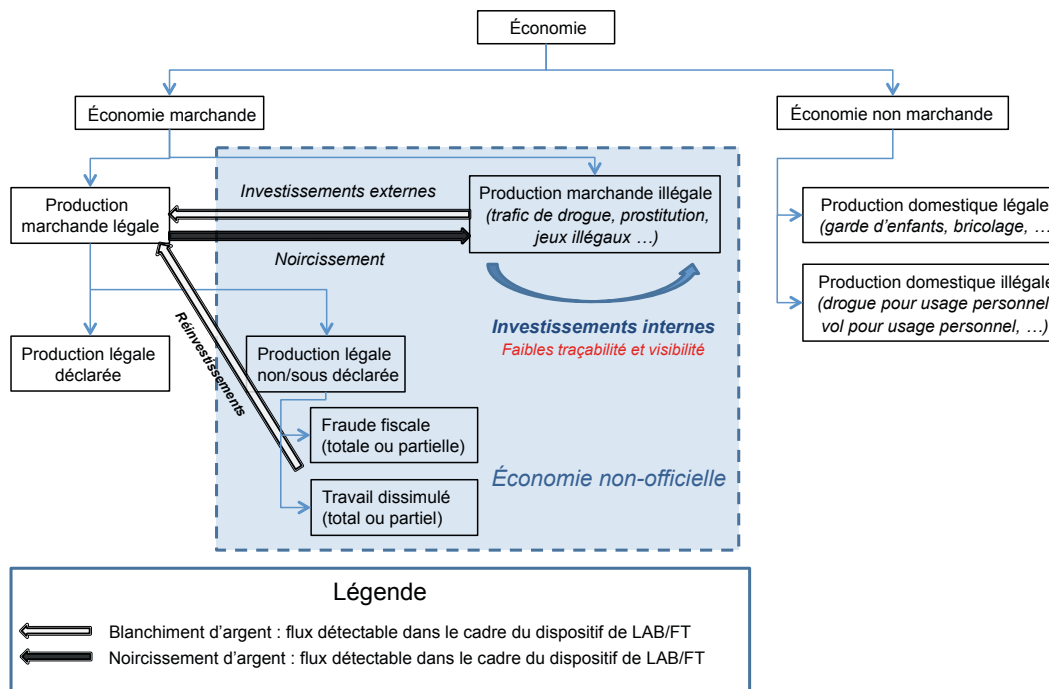 Économie
Économie marchande
Économie non marchande
Investissements externes
Production
marchande légale
Production marchande illégale
(trafic de drogue, prostitution,
jeux illégaux …)
Noircissement
Production domestique légale
(garde d’enfants, bricolage, …
Production domestique illégale
(drogue pour usage personnel
vol pour usage personnel, …)
Investissements internes
Faibles traçabilité et visibilité
Réinvestissements
Production légale
déclarée
Production légale
non/sous déclarée
Fraude fiscale
(totale ou partielle)
Économie non-officielle
Travail dissimulé
(total ou partiel)
Légende
Blanchiment d’argent : flux détectable dans le cadre du dispositif de LAB/FT
Noircissement d’argent : flux détectable dans le cadre du dispositif de LAB/FT